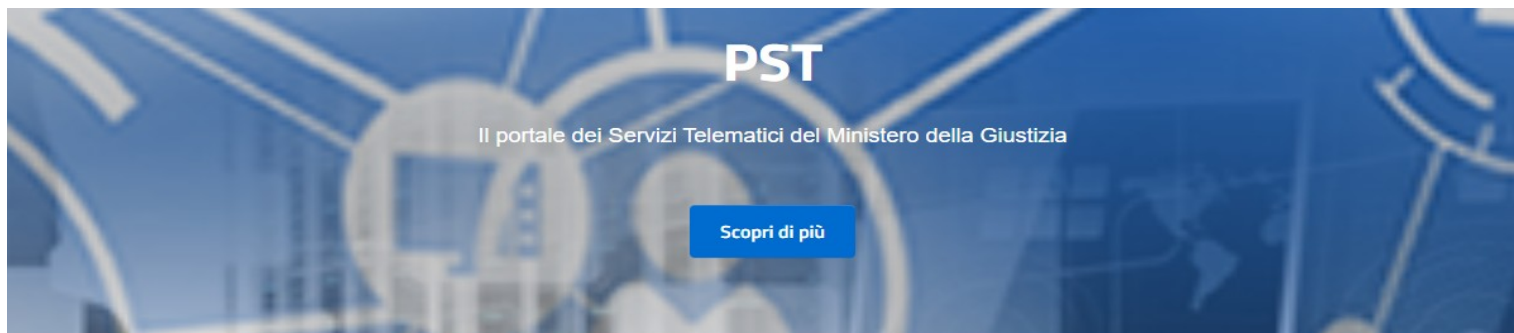 PST
Il portale dei Servizi Telematici del Ministero della Giustizia
Scopri di più